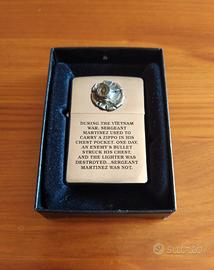 DURING THE VIETNAM
WAR, SERGEANT
MARTINEZ USED TO
CARRY A ZIPPO IN HIS
CHEST POCKET. ONE DAY,
AN ENEMY'S BULLET
STRUCK HIS CHEST,
AND THE LIGHTER WAS
DESTROYED...SERGEANT
MARTINEZ WAS NOT.
subito